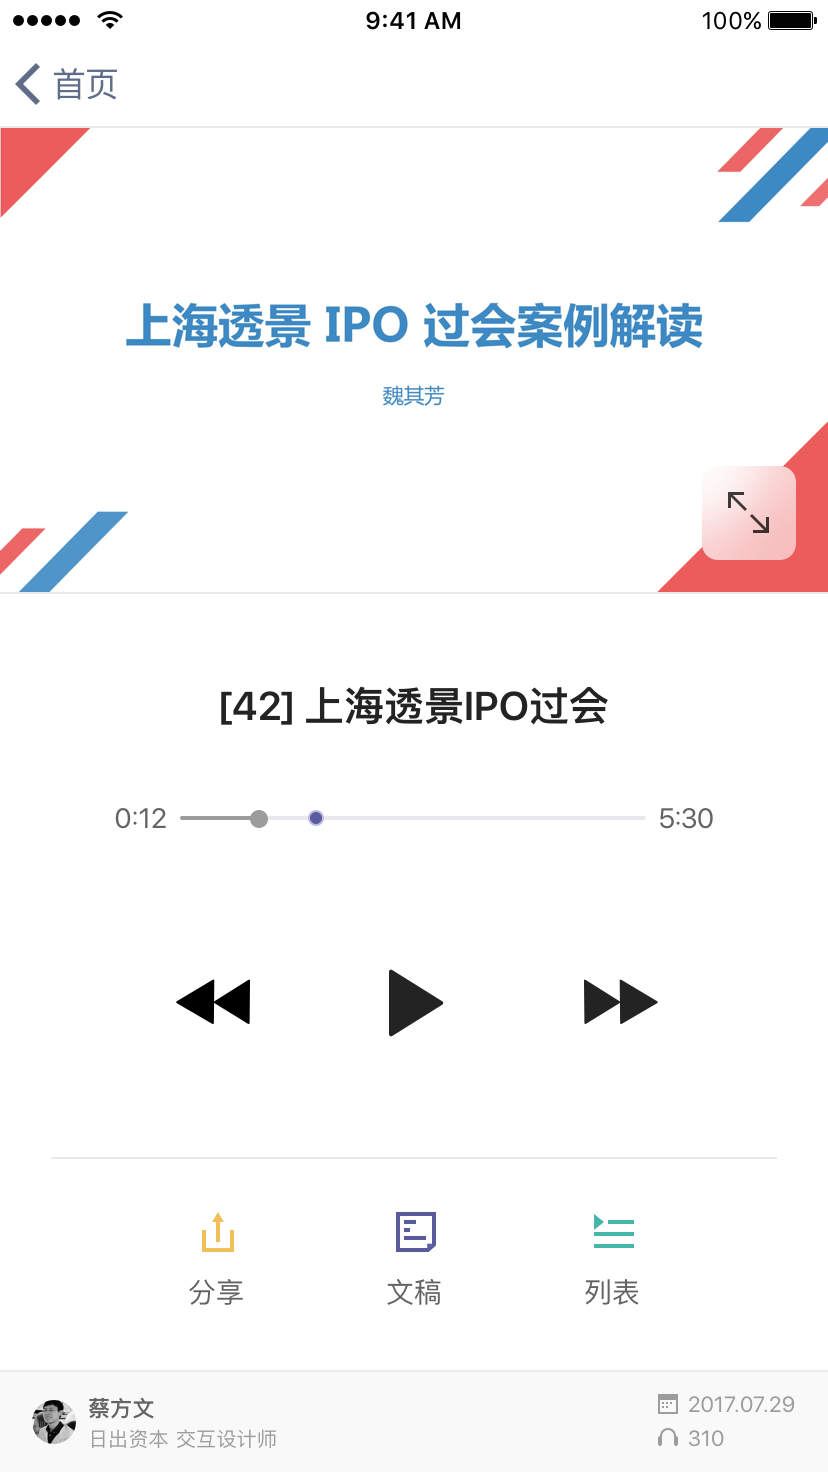 9:41 AM 100%
首页
上海透景 IPO 过会案例解读
魏其芳
[42] 上海透景IPO过会
0:12 5:30
分享 文稿 列表
蔡方文 2017.07.29
日出资本 交互设计师 310